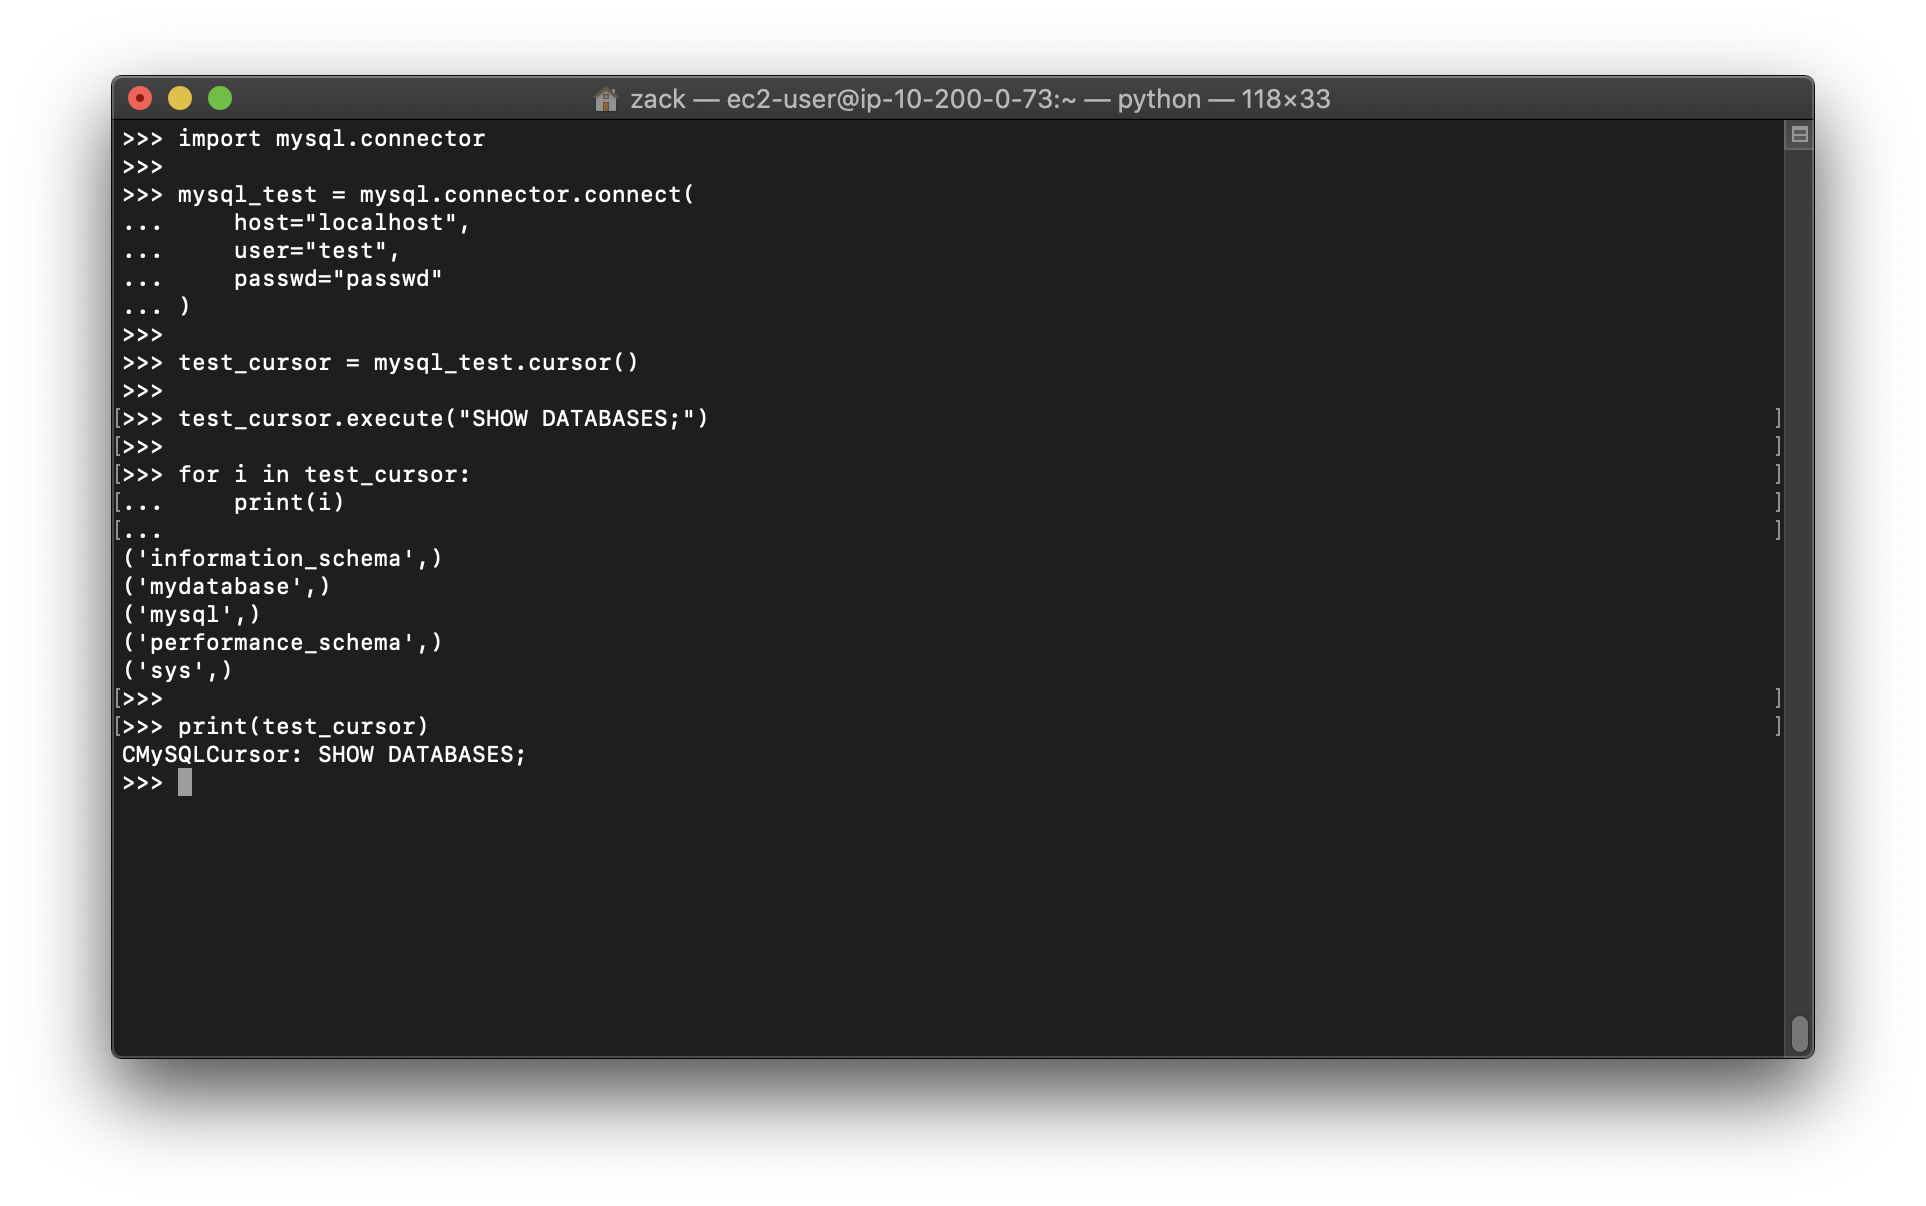 zack — ec2-user@ip-10-200-0-73:~ — python — 118×33
>>> import mysql.connector
>>>
>>> mysql_test = mysql.connector.connect(
...     host="localhost",
...     user="test",
...     passwd="passwd"
... )
>>>
>>> test_cursor = mysql_test.cursor()
>>>
[>>> test_cursor.execute("SHOW DATABASES;") ]
[>>> ]
[>>> for i in test_cursor: ]
[...     print(i) ]
[... ]
('information_schema',)
('mydatabase',)
('mysql',)
('performance_schema',)
('sys',)
[>>> ]
[>>> print(test_cursor) ]
CMySQLCursor: SHOW DATABASES;
>>>